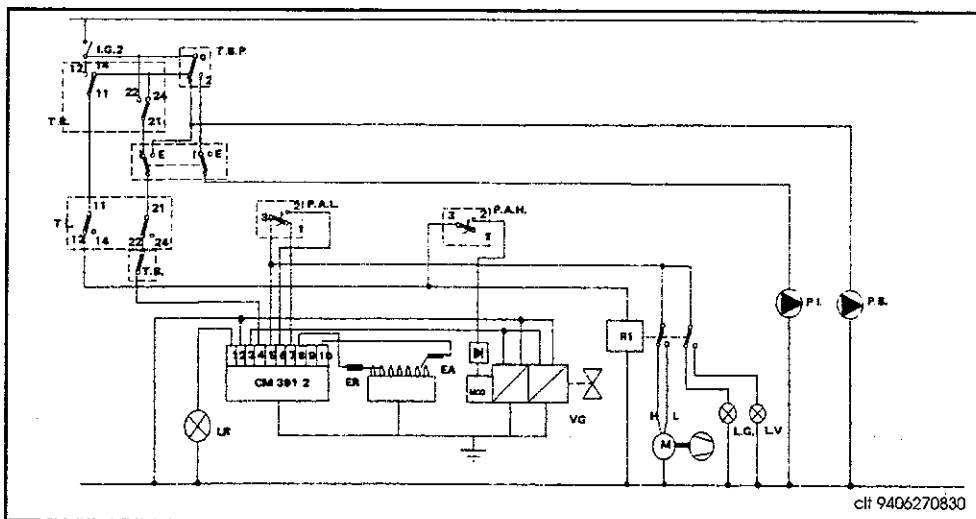 I.G.2
T.B.P.
12
14
2
11
22
24
T.R.
21
E
1
E
11
21
2
P.A.L.
2
P.A.H.
3
3
T.L.
1
1
12
14
22
24
T.B.
P.I.
P.B.
R1
1 2 3 4 5 6 7 8 9 10
CM 391 2
ER
EA
MOD
VG
H
L
LR
M
L.G.
L.V
clt 9406270830